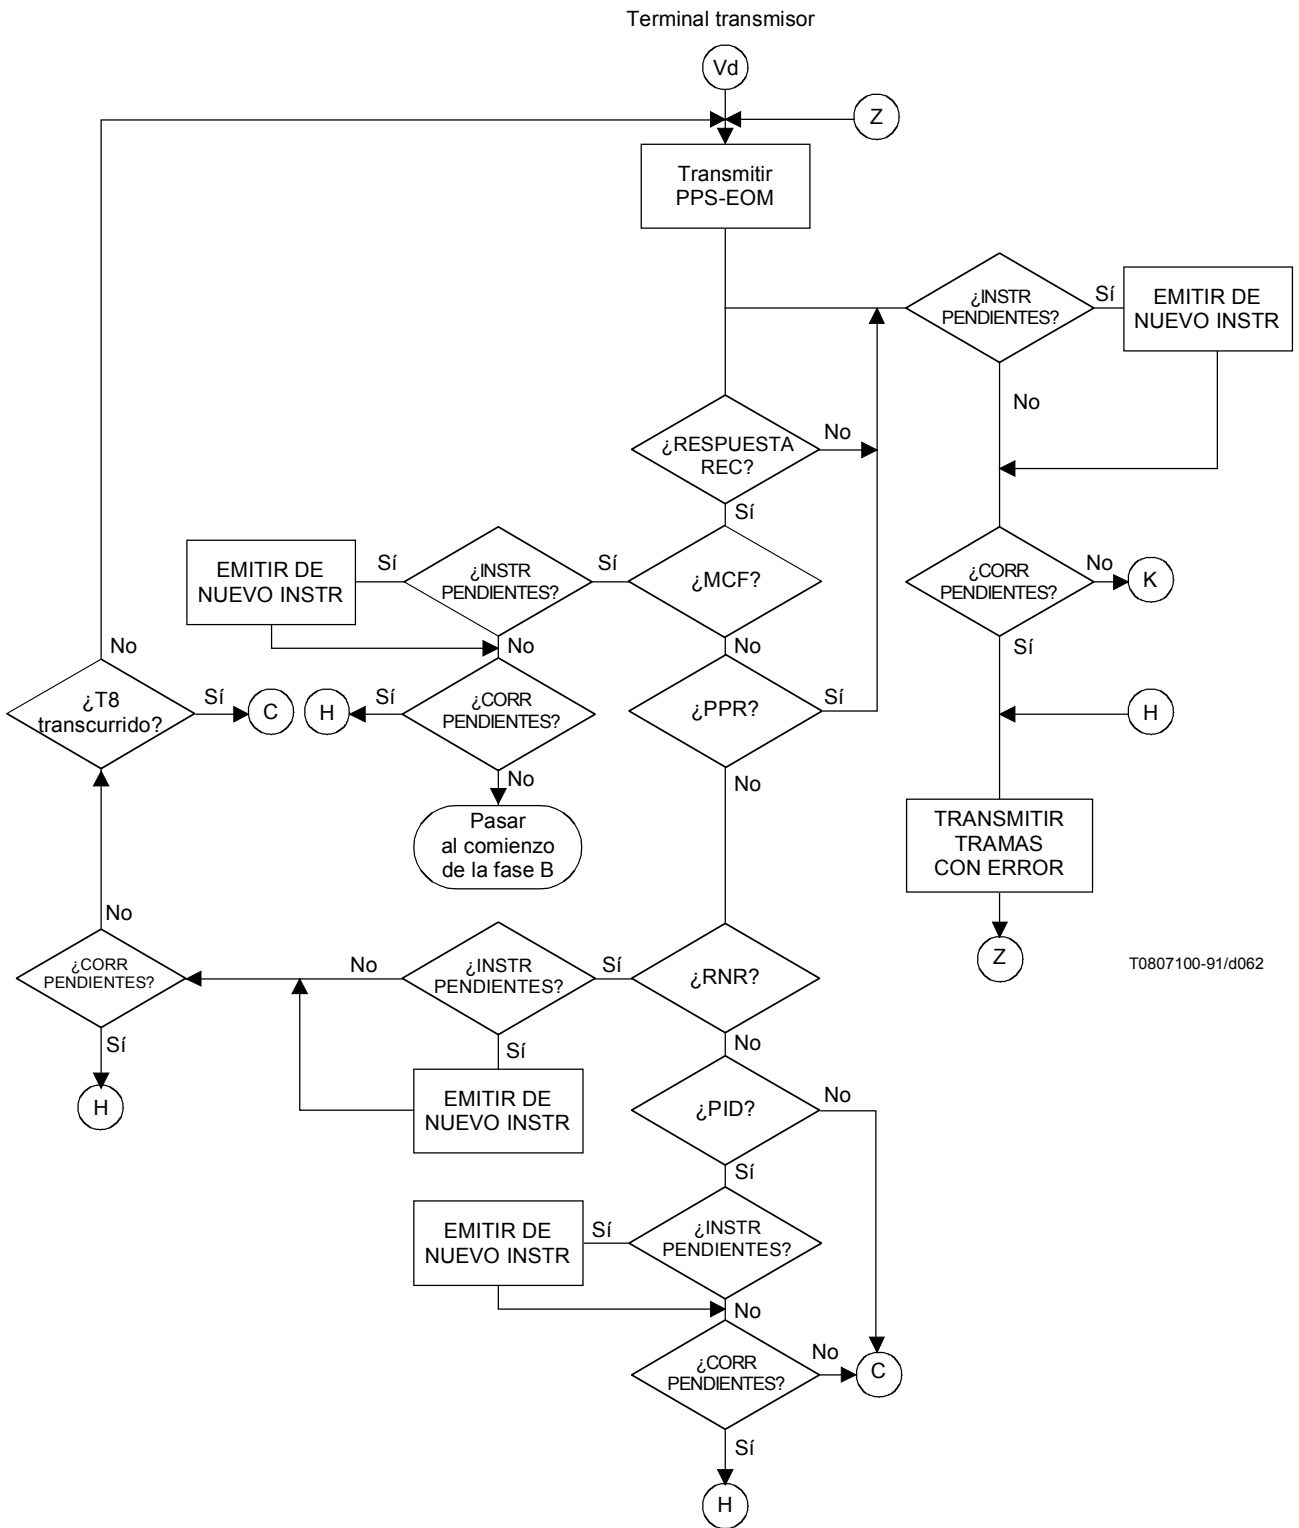 Terminal transmisor
Vd
Z
Transmitir
PPS-EOM
¿INSTR
PENDIENTES?
Sí
EMITIR DE
NUEVO INSTR
No
¿RESPUESTA
REC?
No
Sí
EMITIR DE
NUEVO INSTR
Sí
¿INSTR
PENDIENTES?
Sí
¿MCF?
¿CORR
PENDIENTES?
No
K
Sí
No
No
No
¿T8
transcurrido?
Sí
C
H
Sí
¿CORR
PENDIENTES?
¿PPR?
Sí
H
No
No
Pasar
al comienzo
de la fase B
TRANSMITIR
TRAMAS
CON ERROR
No
¿CORR
PENDIENTES?
No
¿INSTR
PENDIENTES?
Sí
¿RNR?
Z
T0807100-91/d062
Sí
Sí
No
H
EMITIR DE
NUEVO INSTR
¿PID?
No
Sí
EMITIR DE
NUEVO INSTR
Sí
¿INSTR
PENDIENTES?
No
¿CORR
PENDIENTES?
No
C
Sí
H